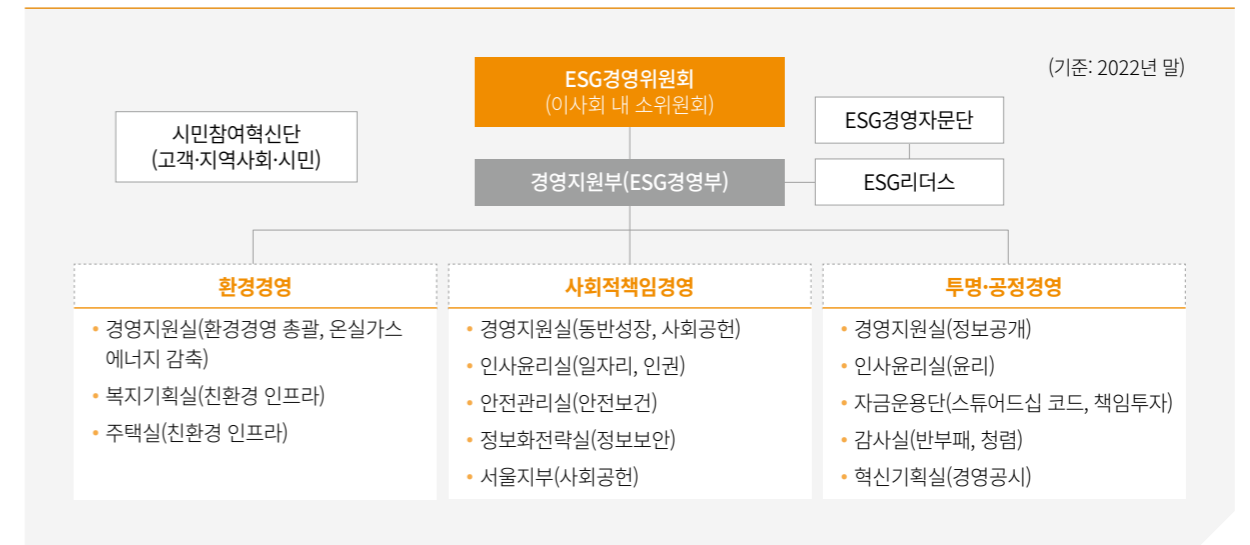 (기준: 2022년 말)
ESG경영위원회
(이사회 내 소위원회)
시민참여혁신단
(고객·지역사회·시민)
ESG경영자문단
경영지원부(ESG경영부)
ESG리더스
환경경영
• 경영지원실(환경경영 총괄, 온실가스
에너지 감축)
• 복지기획실(친환경 인프라)
• 주택실(친환경 인프라)
사회적책임경영
• 경영지원실(동반성장, 사회공헌)
• 인사윤리실(일자리, 인권)
• 안전관리실(안전보건)
• 정보화전략실(정보보안)
• 서울지부(사회공헌)
투명·공정경영
• 경영지원실(정보공개)
• 인사윤리실(윤리)
• 자금운용단(스튜어드십 코드, 책임투자)
• 감사실(반부패, 청렴)
• 혁신기획실(경영공시)